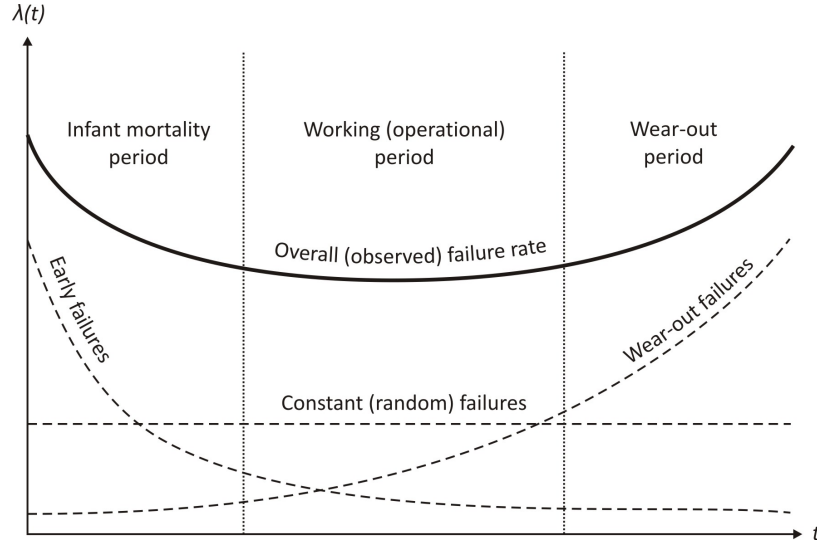 λ(t)
Infant mortality
period
Working (operational)
period
Wear-out
period
Overall (observed) failure rate
Early failures
Wear-out failures
Constant (random) failures
t